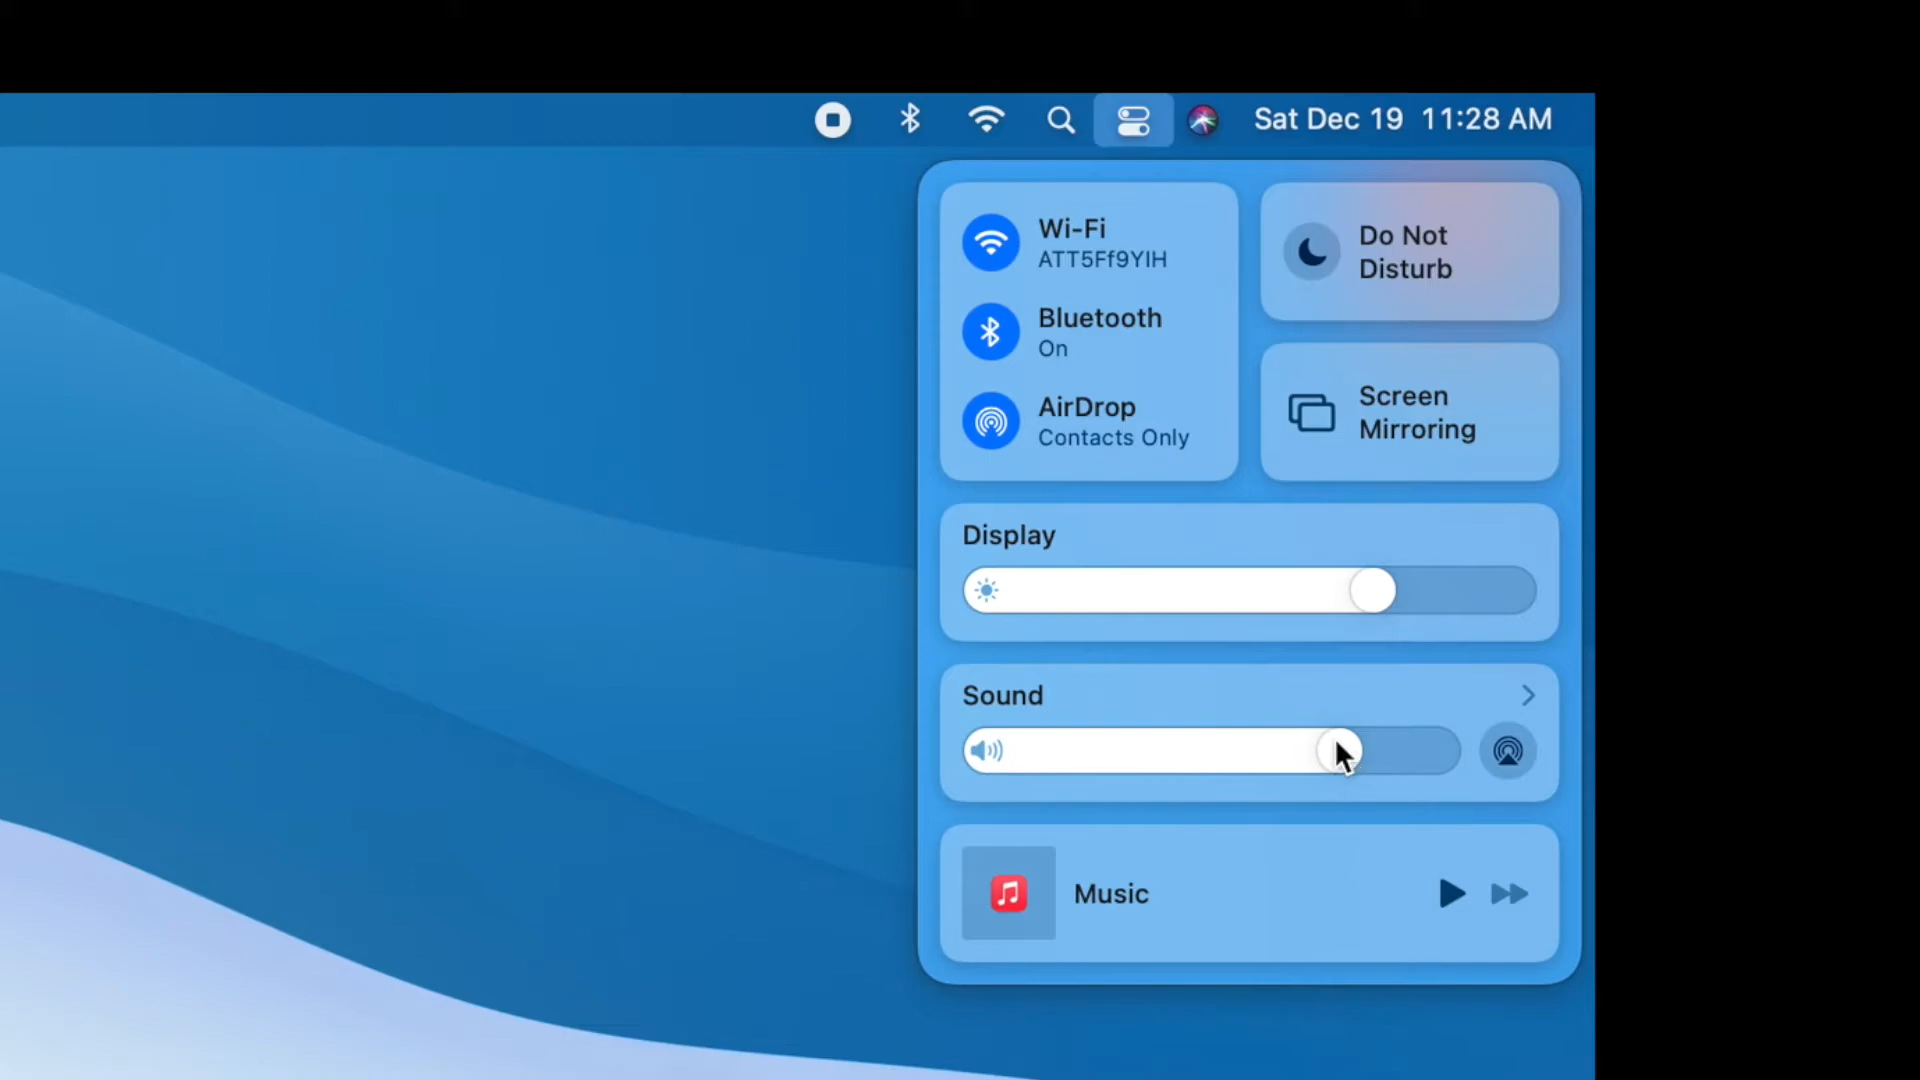 Sat Dec 19 11:28 AM
Wi-Fi
ATT5Ff9YIH
Bluetooth
On
AirDrop
Contacts Only
Do Not
Disturb
Screen
Mirroring
Display
Sound
Music